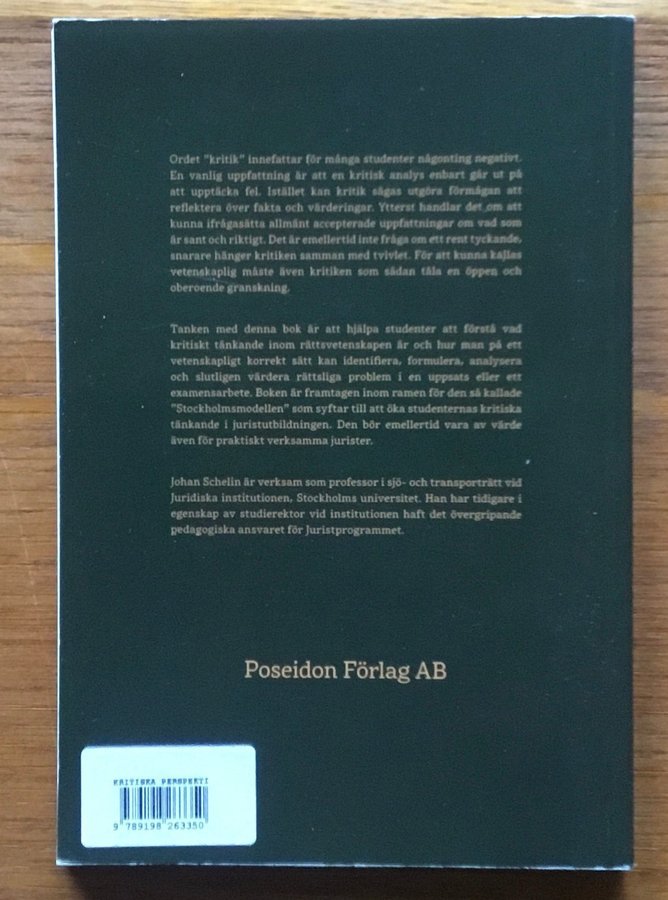 Ordet "kritik" innefattar för många studenter någonting negativt.
En vanlig uppfattning är att en kritisk analys enbart går ut på
att upptäcka fel. Istället kan kritik sägas utgöra förmågan att
reflektera över fakta och värderingar. Ytterst handlar det om att
kunna ifrågasätta allmänt accepterade uppfattningar om vad som
är sant och riktigt. Det är emellertid inte fråga om ett rent tyckande,
snarare hänger kritiken samman med tvivlet. För att kunna kallas
vetenskaplig måste även kritiken som sådan tåla en öppen och
oberoende granskning.
Tanken med denna bok är att hjälpa studenter att förstå vad
kritiskt tänkande inom rättsvetenskapen är och hur man på ett
vetenskapligt korrekt sätt kan identifiera, formulera, analysera
och slutligen värdera rättsliga problem i en uppsats eller ett
examensarbete. Boken är framtagen inom ramen för den så kallade
"Stockholmsmodellen" som syftar till att öka studenternas kritiska
tänkande i juristutbildningen. Den bör emellertid vara av värde
även för praktiskt verksamma jurister.
Johan Schelin är verksam som professor i sjö- och transporträtt vid
Juridiska institutionen, Stockholms universitet. Han har tidigare i
egenskap av studierektor vid institutionen haft det övergripande
pedagogiska ansvaret för Juristprogrammet.
Poseidon Förlag AB
KRITISKA PERSPEKTI
9 789198 263350